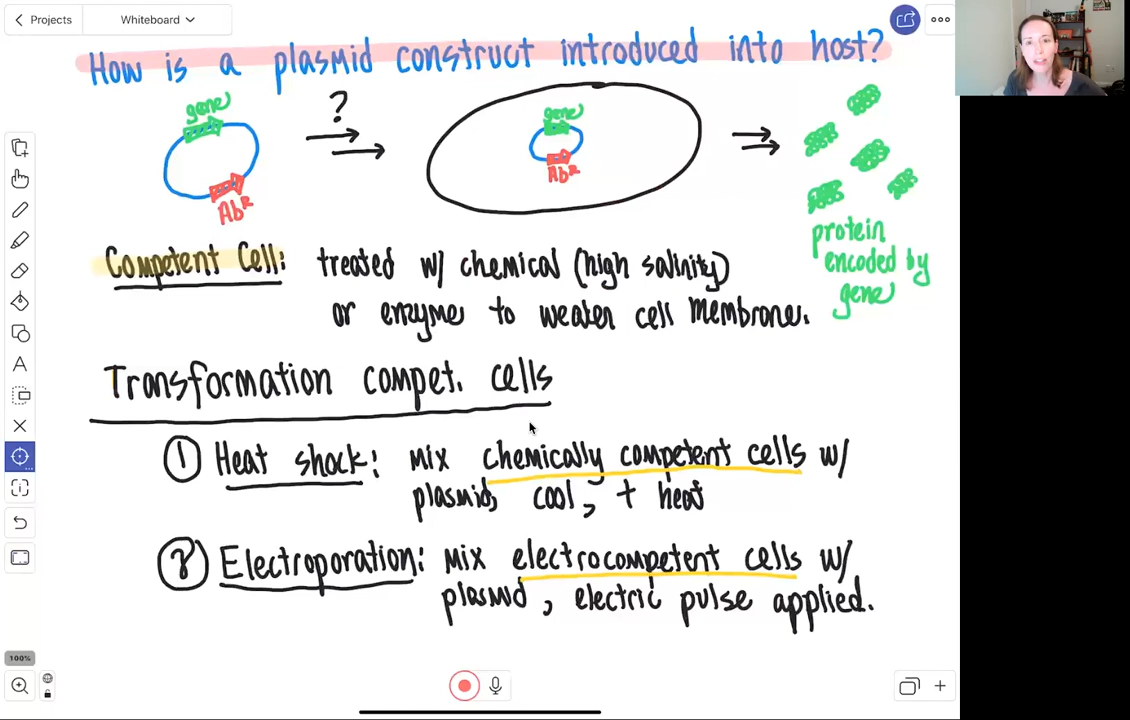 Projects
Whiteboard
How is a plasmid construct introduced into host?
gene
?
gene
Ab^R
Ab^R
protein
encoded by
gene
Competent Cell: treated w/ chemical (high salinity)
or enzyme to weaken cell membrane.
Transformation compet. cells
① Heat shock: mix chemically competent cells w/
plasmid, cool, + heat
② Electroporation: mix electrocompetent cells w/
plasmid, electric pulse applied.
A
100%